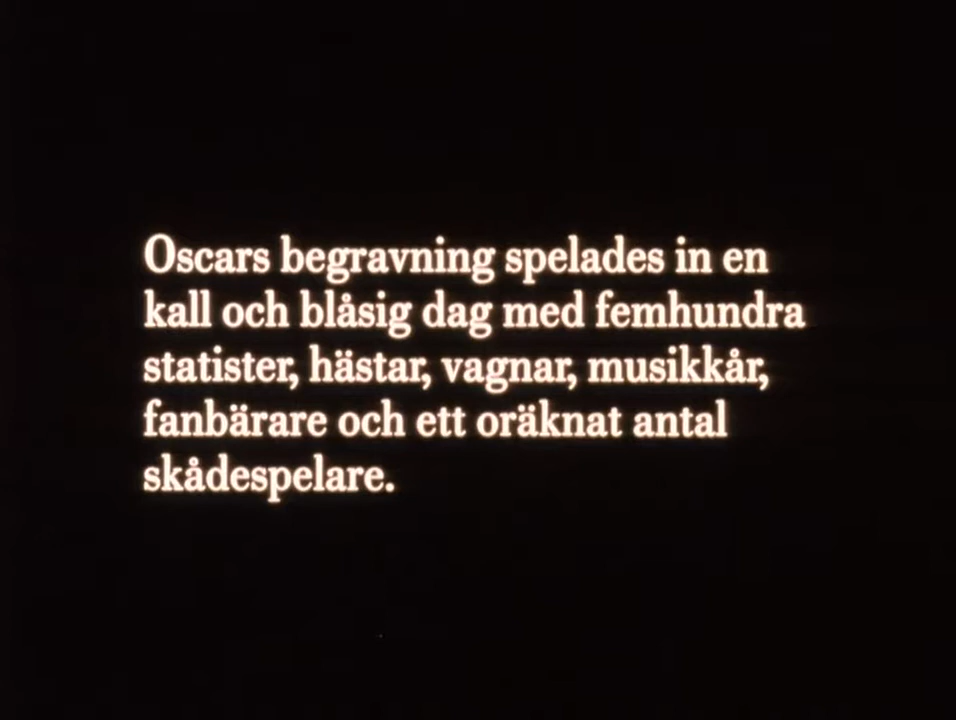 Oscars begravning spelades in en
kall och blåsig dag med femhundra
statister, hästar, vagnar, musikkår,
fanbärare och ett oräknat antal
skådespelare.